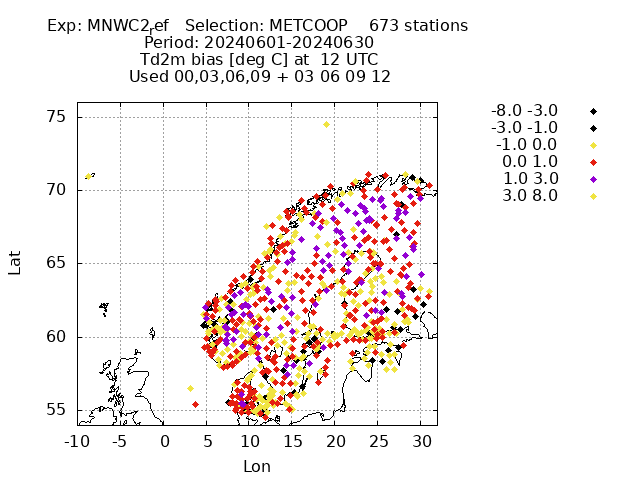 Exp: MNWC2ref   Selection: METCOOP    673 stations
Period: 20240601-20240630
Td2m bias [deg C] at  12 UTC
Used 00,03,06,09 + 03 06 09 12
-8.0 -3.0
-3.0 -1.0
-1.0 0.0
0.0 1.0
1.0 3.0
3.0 8.0
75
70
65
60
55
Lat
-10 -5 0 5 10 15 20 25 30
Lon